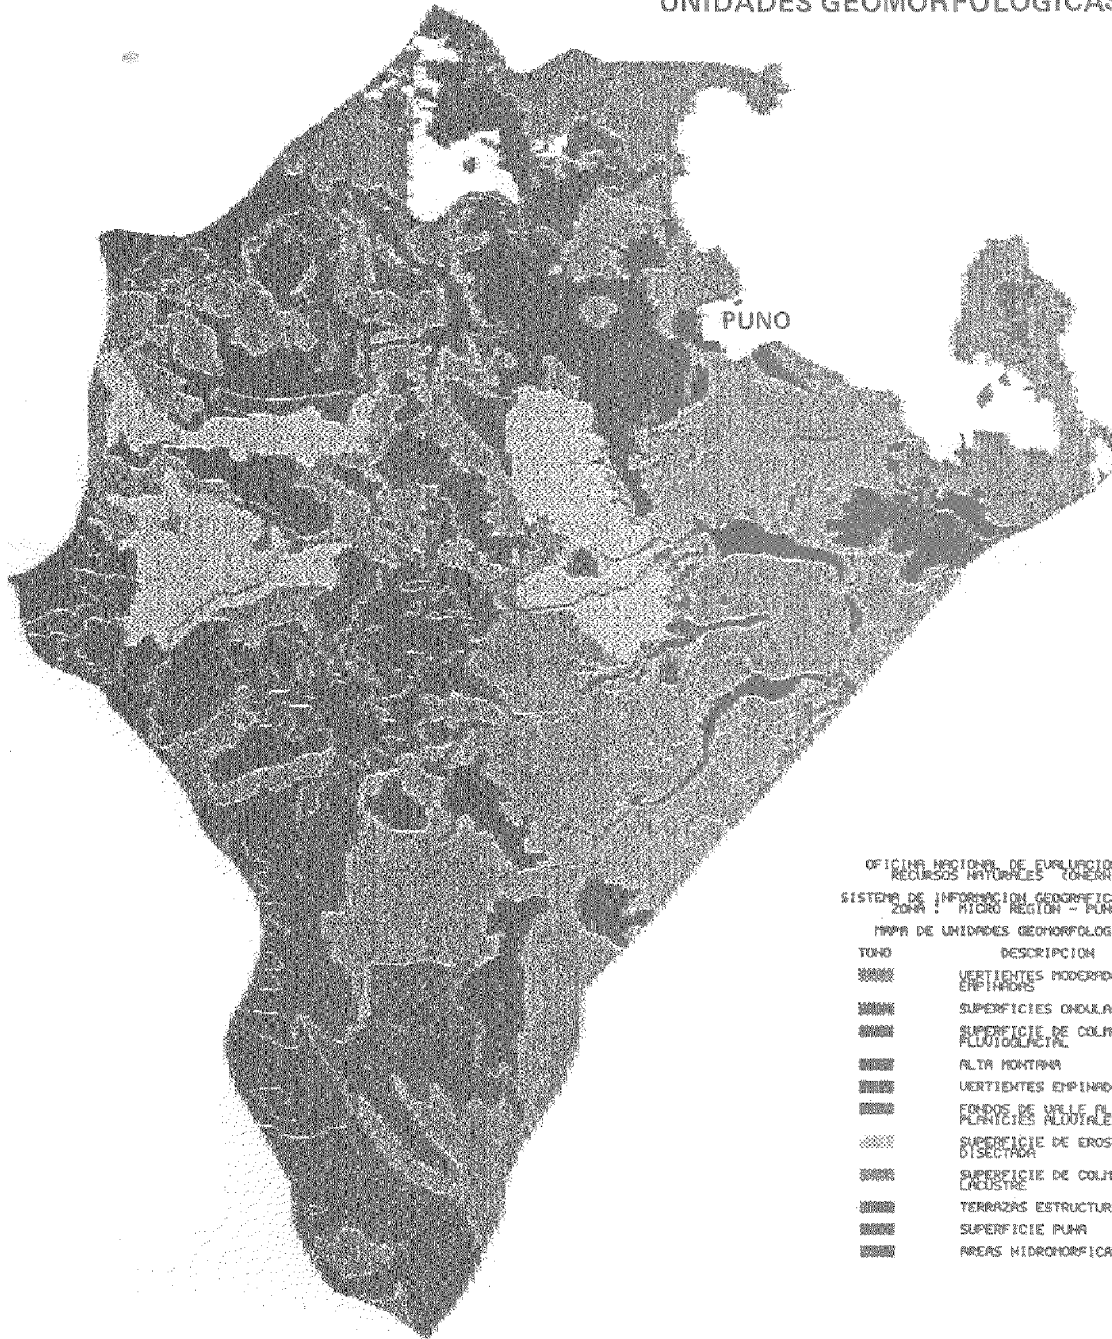 UNIDADES GEOMORFOLOGICAS
PUNO
OFICINA NACIONAL DE EVALUACIO
RECURSOS NATURALES (ONERN
SISTEMA DE INFORMACION GEOGRAFIC
ZONA : MICRO REGION - PUN
MAPA DE UNIDADES GEOMORFOLOG
TONO DESCRIPCION
VERTIENTES MODERAD
EMPINADAS
SUPERFICIES ONDULA
SUPERFICIE DE COLM
FLUVIOGLACIAL
ALTA MONTANA
VERTIENTES EMPINAD
FONDOS DE VALLE AL
PLANICIES ALUVIALE
SUPERFICIE DE EROS
DISECTADA
SUPERFICIE DE COLM
LACUSTRE
TERRAZAS ESTRUCTUR
SUPERFICIE PUNA
AREAS HIDROMORFICA